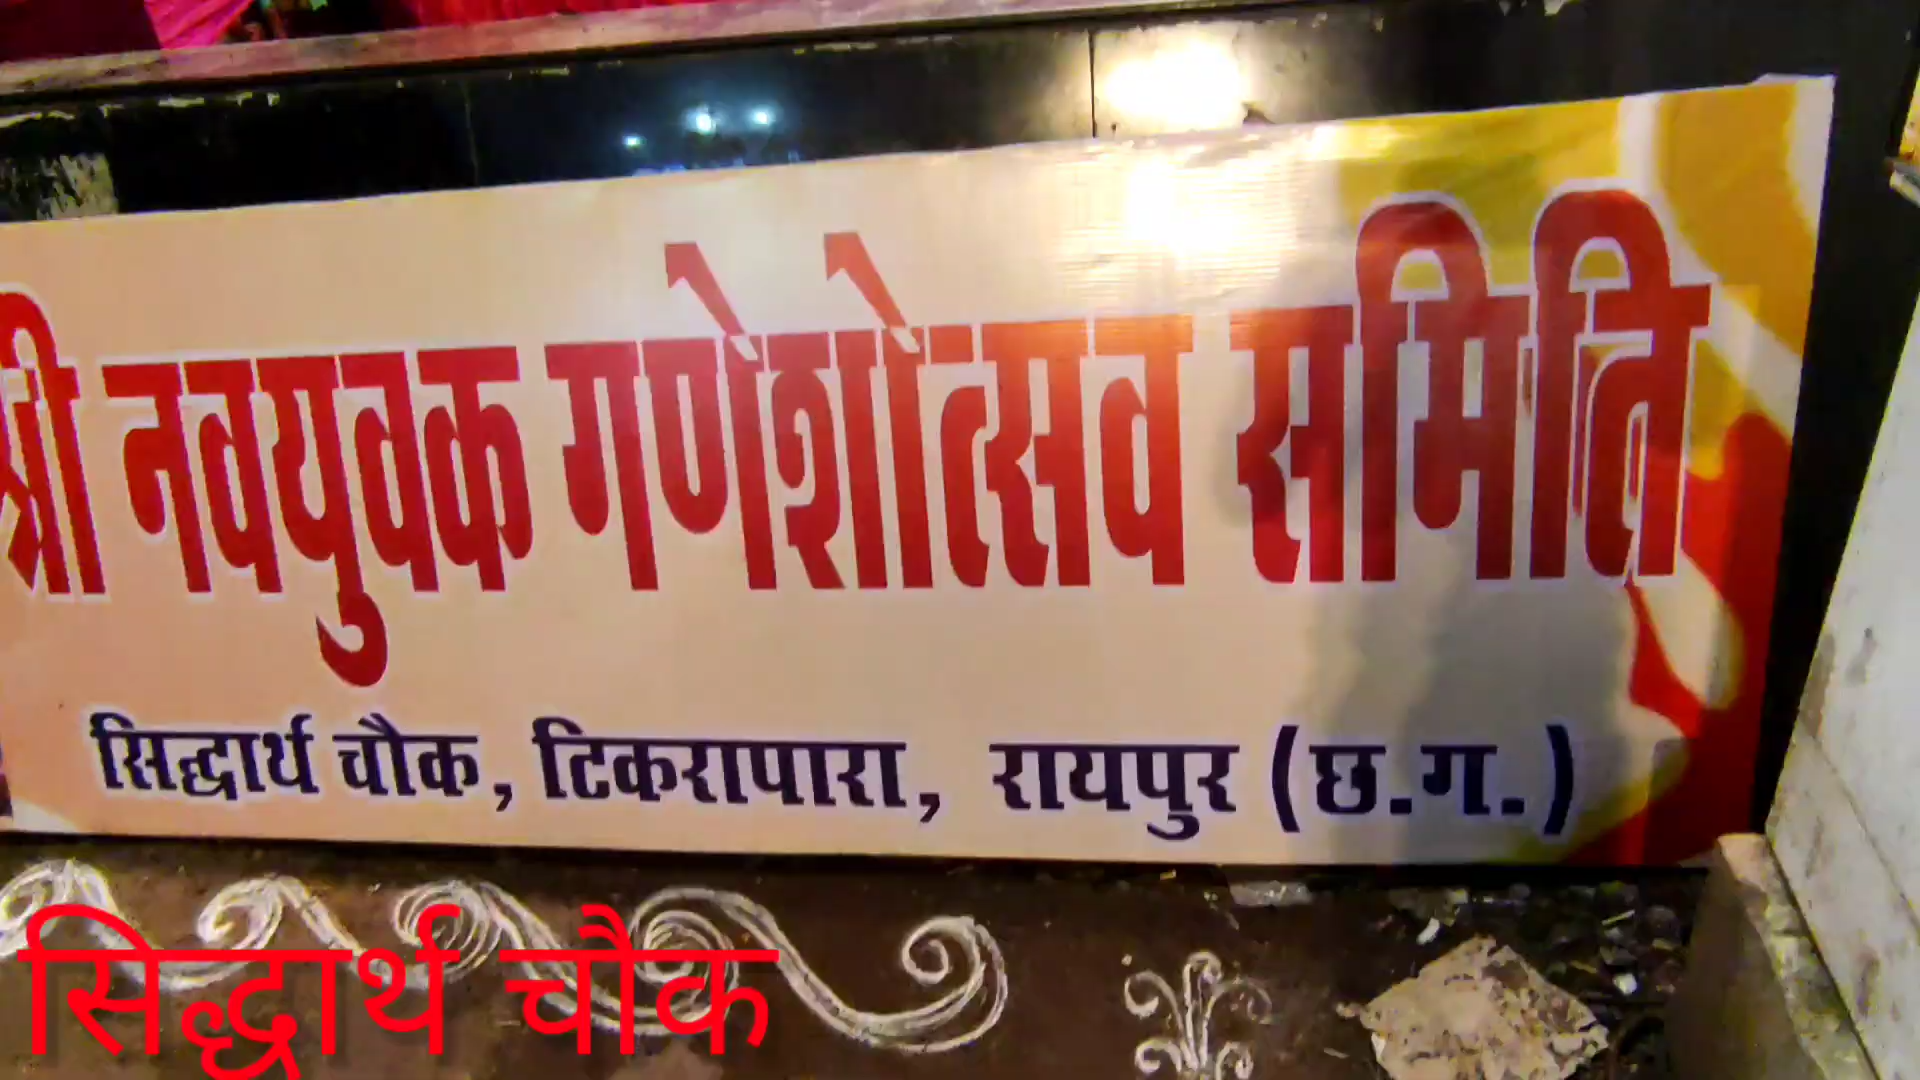 श्री नवयुवक गणेशोत्सव समिति
सिद्धार्थ चौक, टिकरापारा, रायपुर (छ.ग.)
सिद्धार्थ चौक